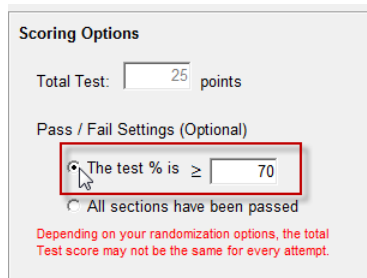 Scoring Options
Total Test: 25 points
Pass / Fail Settings (Optional)
The test % is ≥ 70
All sections have been passed
Depending on your randomization options, the total
Test score may not be the same for every attempt.